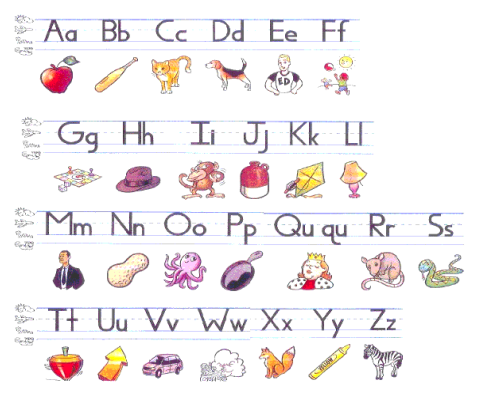 Aa Bb Cc Dd Ee Ff
ED
Gg Hh Ii Jj Kk Ll
Mm Nn Oo Pp Qu qu Rr Ss
Tt Uu Vv Ww Xx Yy Zz